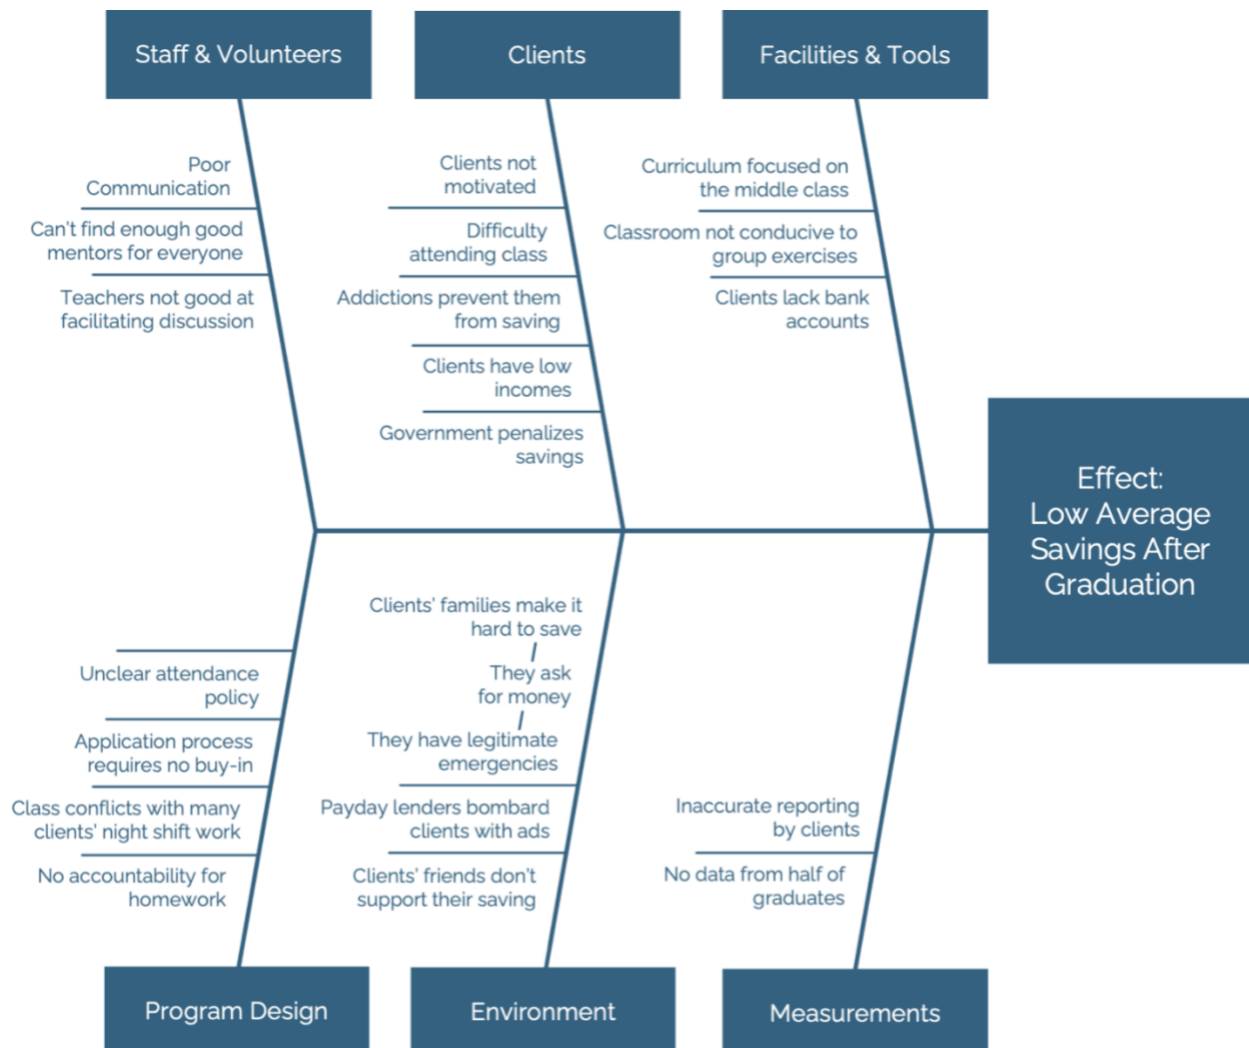 Staff & Volunteers
Clients
Facilities & Tools
Poor
Communication
Can't find enough good
mentors for everyone
Teachers not good at
facilitating discussion
Clients not
motivated
Difficulty
attending class
Addictions prevent them
from saving
Clients have low
incomes
Government penalizes
savings
Curriculum focused on
the middle class
Classroom not conducive to
group exercises
Clients lack bank
accounts
Effect:
Low Average
Savings After
Graduation
Unclear attendance
policy
Application process
requires no buy-in
Class conflicts with many
clients' night shift work
No accountability for
homework
Clients' families make it
hard to save
They ask
for money
They have legitimate
emergencies
Payday lenders bombard
clients with ads
Clients' friends don't
support their saving
Inaccurate reporting
by clients
No data from half of
graduates
Program Design
Environment
Measurements